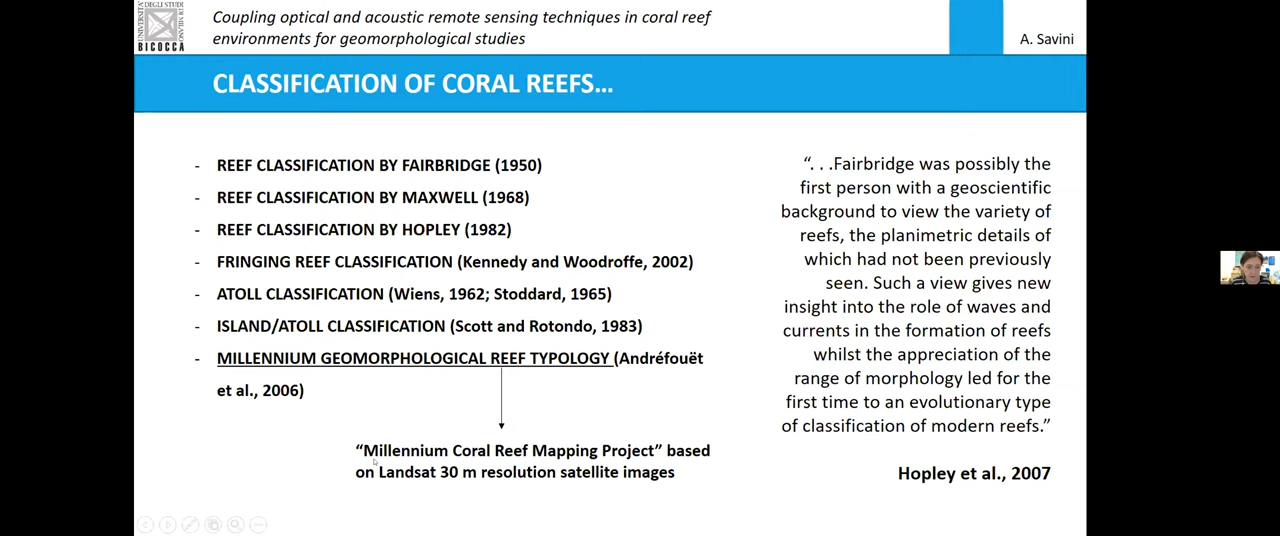 UNIVERSITÀ
DEGLI STUDI
DI MILANO
BICOCCA
Coupling optical and acoustic remote sensing techniques in coral reef
environments for geomorphological studies
A. Savini
CLASSIFICATION OF CORAL REEFS…
- REEF CLASSIFICATION BY FAIRBRIDGE (1950)
- REEF CLASSIFICATION BY MAXWELL (1968)
- REEF CLASSIFICATION BY HOPLEY (1982)
- FRINGING REEF CLASSIFICATION (Kennedy and Woodroffe, 2002)
- ATOLL CLASSIFICATION (Wiens, 1962; Stoddard, 1965)
- ISLAND/ATOLL CLASSIFICATION (Scott and Rotondo, 1983)
- MILLENNIUM GEOMORPHOLOGICAL REEF TYPOLOGY (Andréfouët
et al., 2006)
“Millennium Coral Reef Mapping Project” based
on Landsat 30 m resolution satellite images
“. . .Fairbridge was possibly the
first person with a geoscientific
background to view the variety of
reefs, the planimetric details of
which had not been previously
seen. Such a view gives new
insight into the role of waves and
currents in the formation of reefs
whilst the appreciation of the
range of morphology led for the
first time to an evolutionary type
of classification of modern reefs.”
Hopley et al., 2007